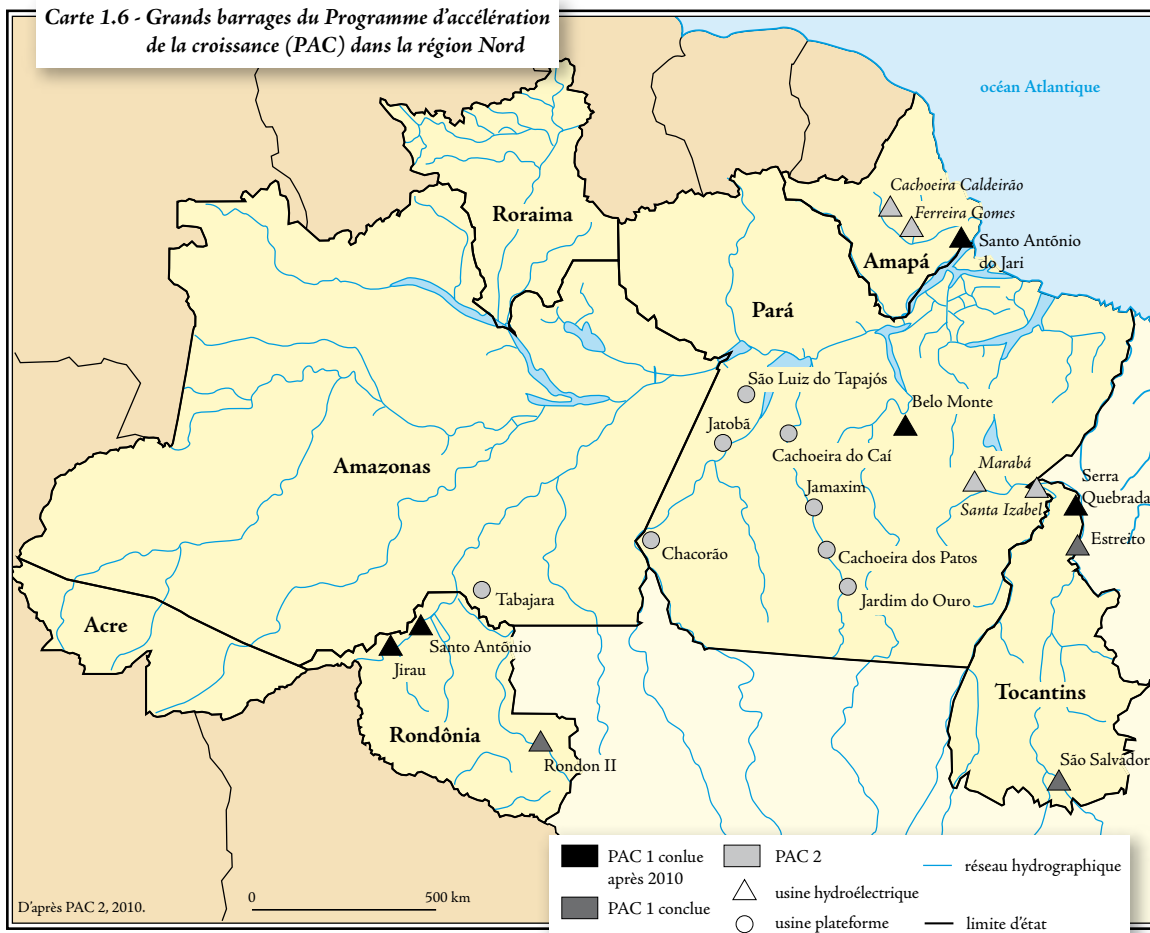 Carte 1.6 - Grands barrages du Programme d'accélération
de la croissance (PAC) dans la région Nord
océan Atlantique
Cachoeira Caldeirão
Ferreira Gomes
Roraima
Santo Antõnio
do Jari
Amapá
Pará
São Luiz do Tapajós
Belo Monte
Jatobã
Cachoeira do Caí
Amazonas
Marabá
Serra
Quebrada
Jamaxim
Santa Izabel
Estreito
Chacorão
Cachoeira dos Patos
Tabajara
Jardim do Ouro
Acre
Santo Antõnio
Jirau
Tocantins
Rondônia
Rondon II
São Salvador
PAC 1 conlue
après 2010
PAC 2
réseau hydrographique
usine hydroélectrique
PAC 1 conclue
usine plateforme
limite d'état
D'après PAC 2, 2010.
0
500 km